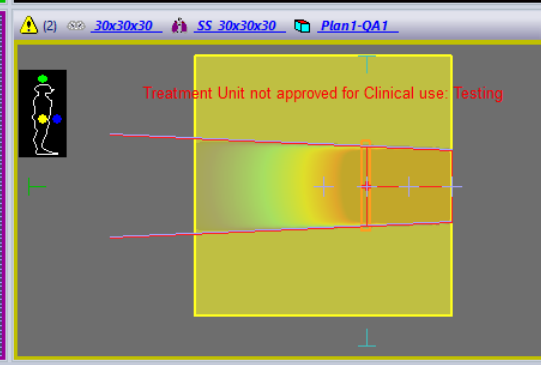 (2) 30x30x30 SS_30x30x30 Plan1-QA1
Treatment Unit not approved for Clinical use: Testing